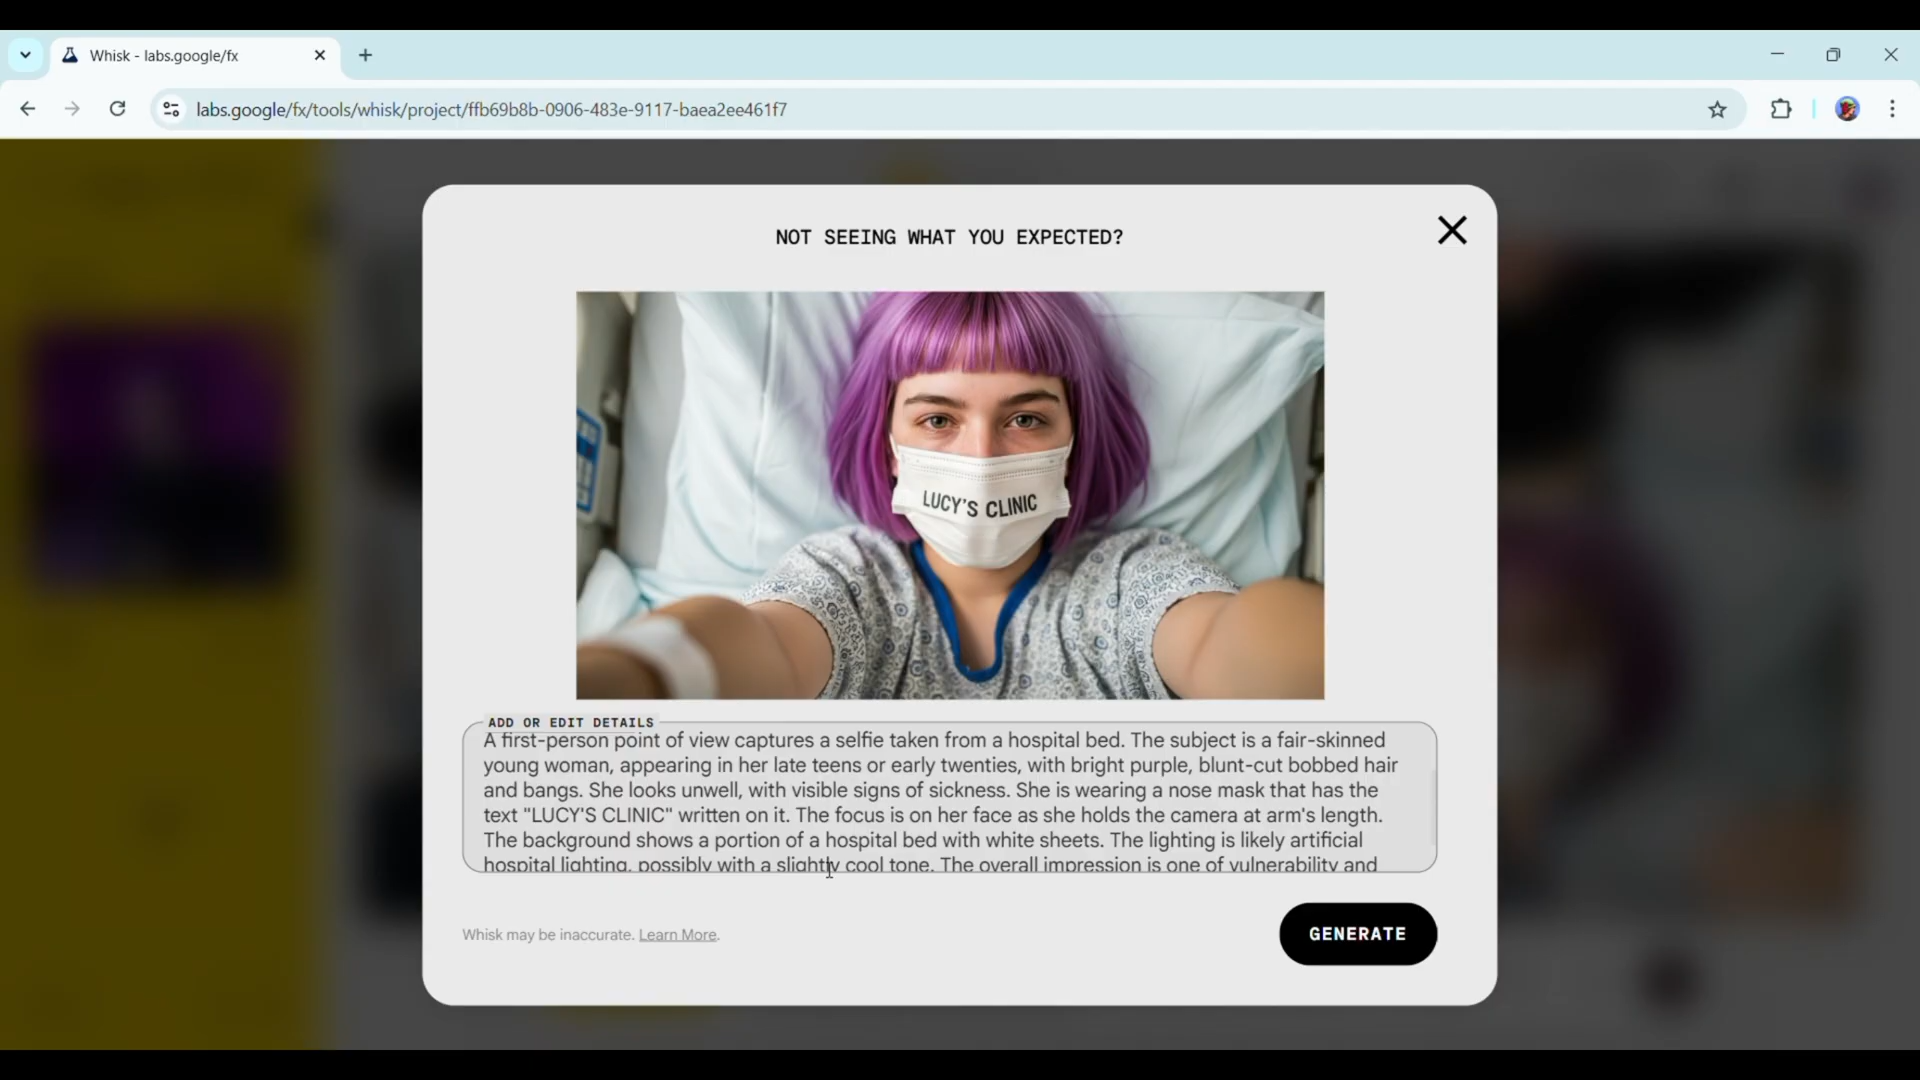 Whisk - labs.google/fx
labs.google/fx/tools/whisk/project/ffb69b8b-0906-483e-9117-baea2ee461f7
NOT SEEING WHAT YOU EXPECTED?
LUCY'S CLINIC
ADD OR EDIT DETAILS
A first-person point of view captures a selfie taken from a hospital bed. The subject is a fair-skinned
young woman, appearing in her late teens or early twenties, with bright purple, blunt-cut bobbed hair
and bangs. She looks unwell, with visible signs of sickness. She is wearing a nose mask that has the
text "LUCY'S CLINIC" written on it. The focus is on her face as she holds the camera at arm's length.
The background shows a portion of a hospital bed with white sheets. The lighting is likely artificial
hospital lighting, possibly with a slightly cool tone. The overall impression is one of vulnerability and
Whisk may be inaccurate. Learn More.
GENERATE